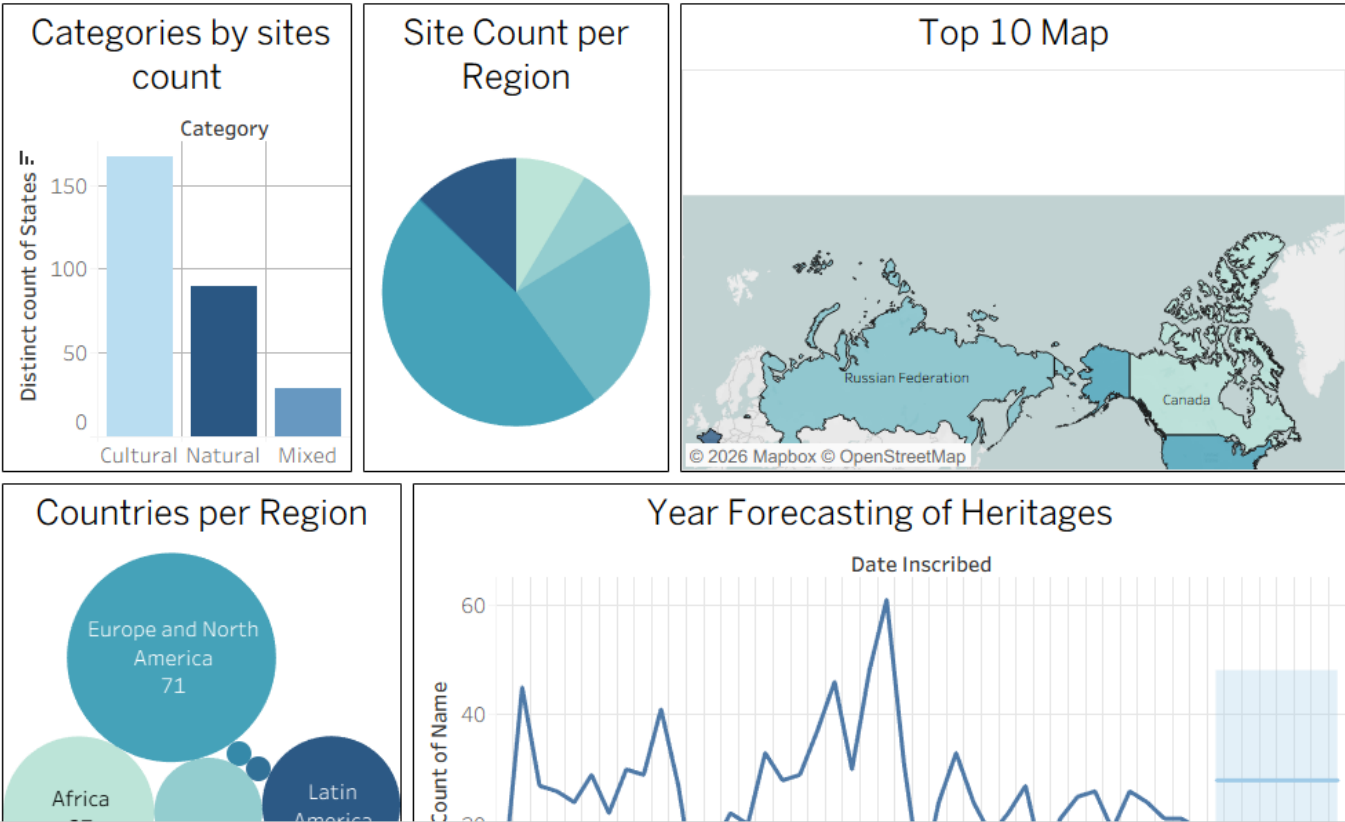 Categories by sites
count
Category
Distinct count of States
150
100
50
0
Cultural
Natural
Mixed
Site Count per
Region
Top 10 Map
Russian Federation
Canada
© 2026 Mapbox © OpenStreetMap
Countries per Region
Europe and North
America
71
Africa
Latin
America
Year Forecasting of Heritages
Date Inscribed
Count of Name
60
40
20